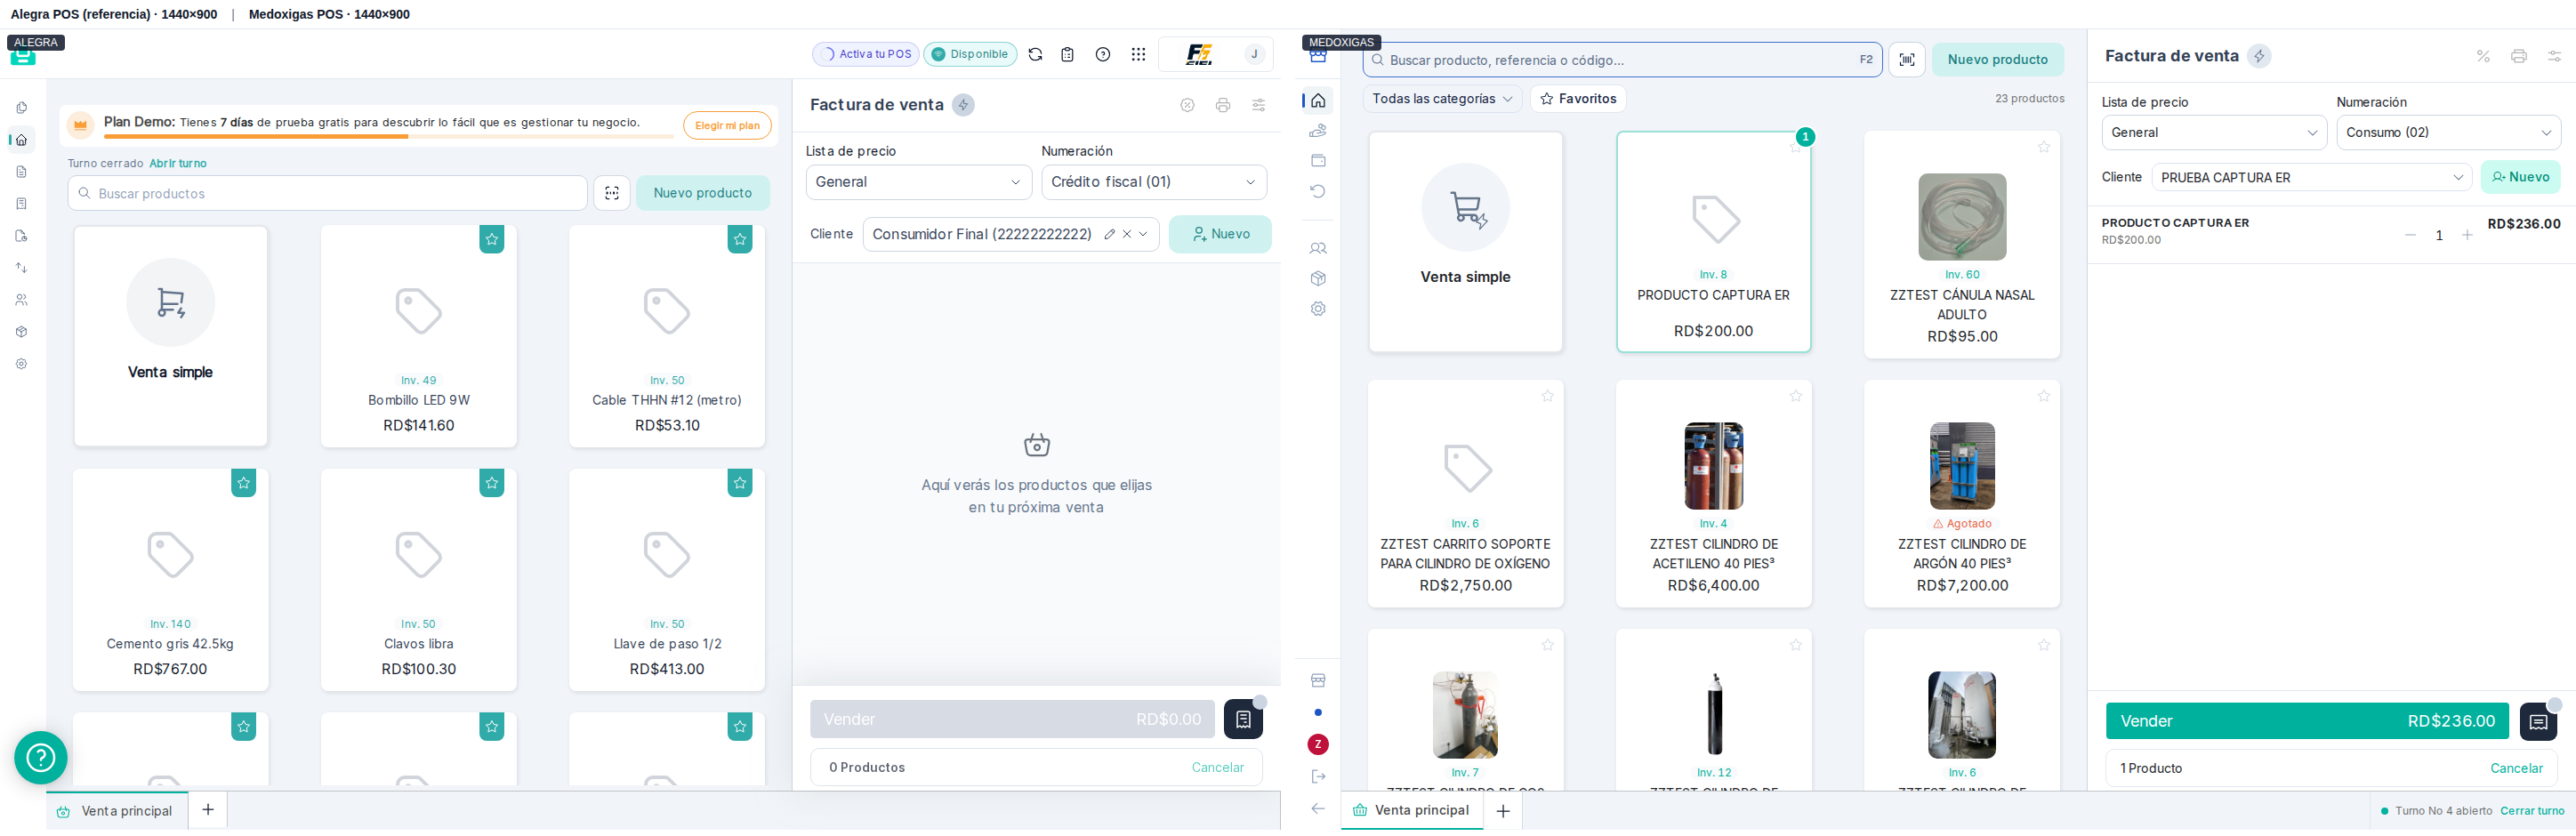 Alegra POS (referencia) · 1440×900 | Medoxigas POS · 1440×900
ALEGRA
Activa tu POS
Disponible
J
Plan Demo: Tienes 7 días de prueba gratis para descubrir lo fácil que es gestionar tu negocio.
Elegir mi plan
Turno cerrado Abrir turno
Buscar productos
Nuevo producto
Venta simple
Inv. 49
Bombillo LED 9W
RD$141.60
Inv. 50
Cable THHN #12 (metro)
RD$53.10
Inv. 140
Cemento gris 42.5kg
RD$767.00
Inv. 50
Clavos libra
RD$100.30
Inv. 50
Llave de paso 1/2
RD$413.00
Factura de venta
Lista de precio
Numeración
General
Crédito fiscal (01)
Cliente
Consumidor Final (22222222222)
Nuevo
Aquí verás los productos que elijas
en tu próxima venta
Vender RD$0.00
0 Productos
Cancelar
Venta principal
+
MEDOXIGAS
Buscar producto, referencia o código...
F2
Nuevo producto
Todas las categorías
Favoritos
23 productos
Venta simple
1
Inv. 8
PRODUCTO CAPTURA ER
RD$200.00
Inv. 60
ZZTEST CÁNULA NASAL
ADULTO
RD$95.00
Inv. 6
ZZTEST CARRITO SOPORTE
PARA CILINDRO DE OXÍGENO
RD$2,750.00
Inv. 4
ZZTEST CILINDRO DE
ACETILENO 40 PIES³
RD$6,400.00
Agotado
ZZTEST CILINDRO DE
ARGÓN 40 PIES³
RD$7,200.00
Inv. 7
ZZTEST CILINDRO DE CO2
Inv. 12
ZZTEST CILINDRO DE
Inv. 6
ZZTEST CILINDRO DE
Z
Factura de venta
Lista de precio
Numeración
General
Consumo (02)
Cliente
PRUEBA CAPTURA ER
Nuevo
PRODUCTO CAPTURA ER
RD$200.00
1
RD$236.00
Vender RD$236.00
1 Producto
Cancelar
Venta principal
+
Turno No 4 abierto Cerrar turno